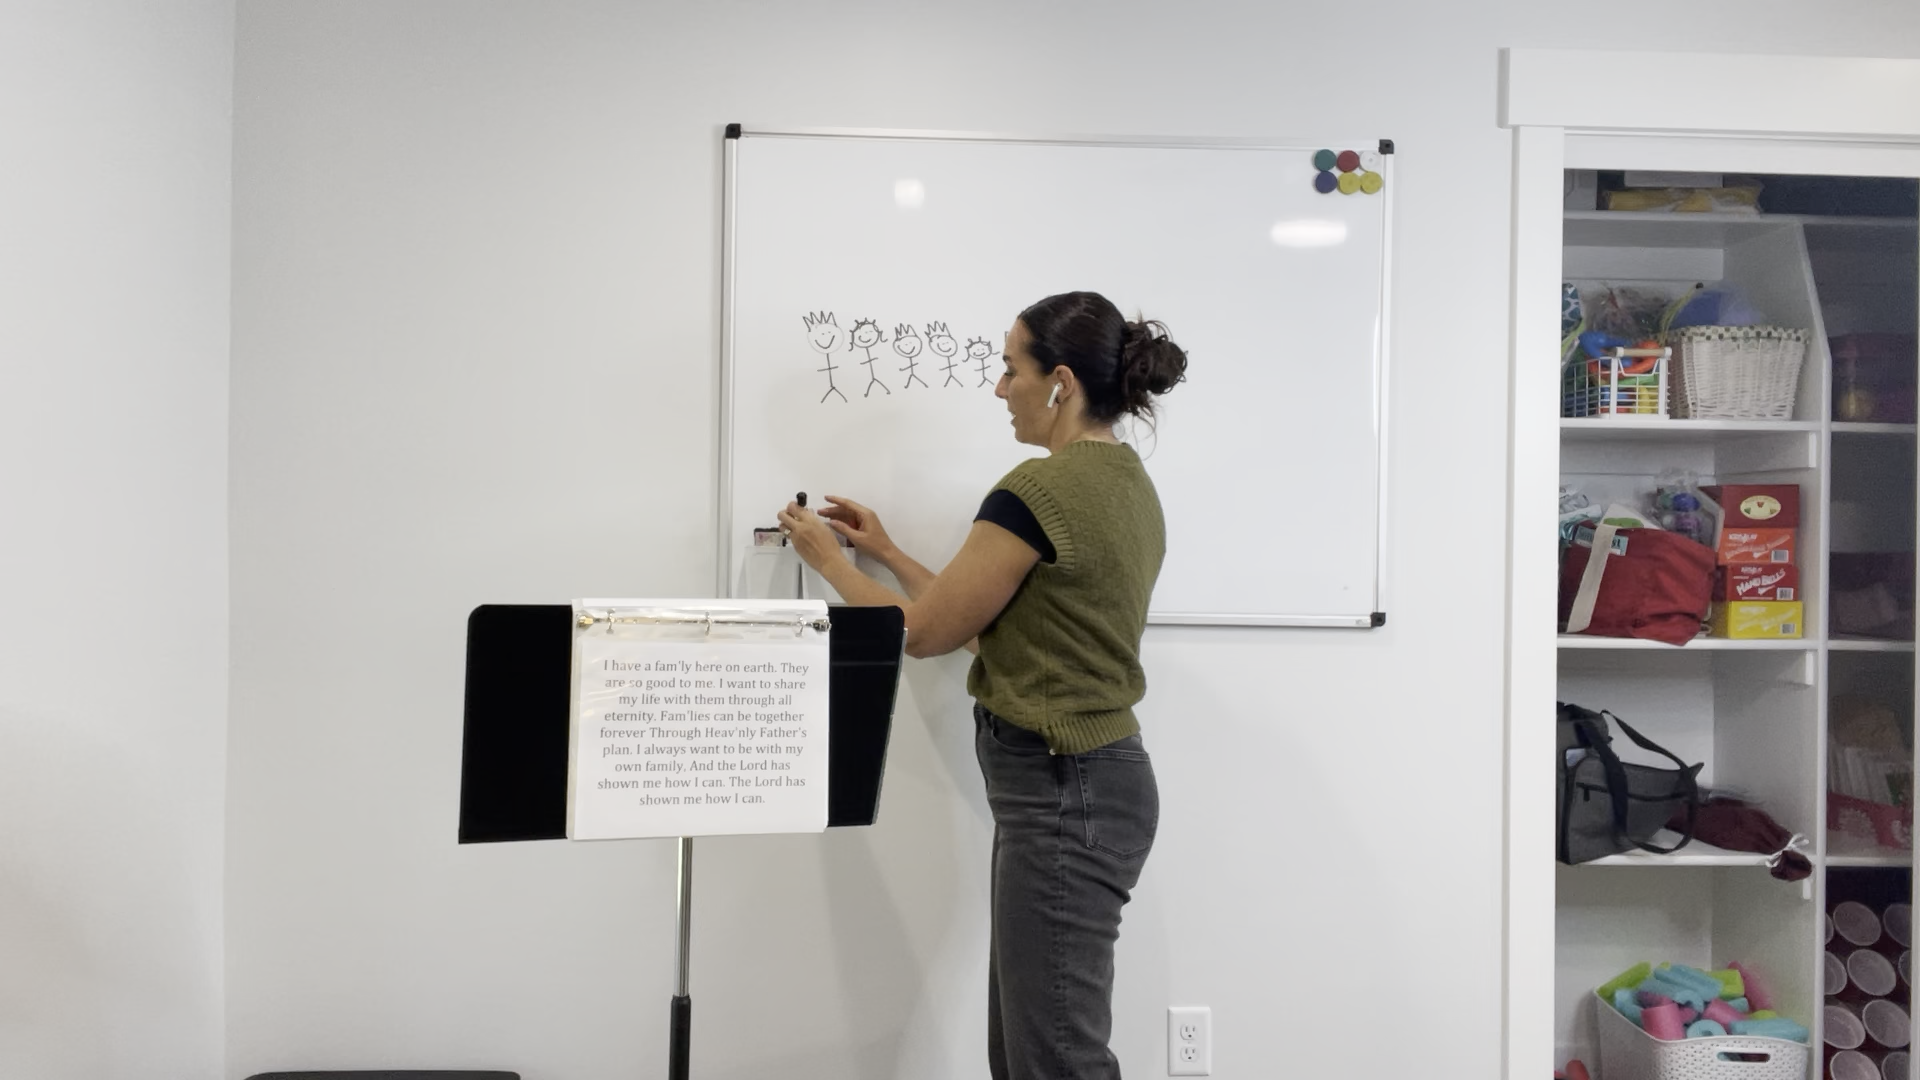 I have a fam'ly here on earth. They
are so good to me. I want to share
my life with them through all
eternity. Fam'lies can be together
forever Through Heav'nly Father's
plan. I always want to be with my
own family, And the Lord has
shown me how I can. The Lord has
shown me how I can.
HAND BELLS